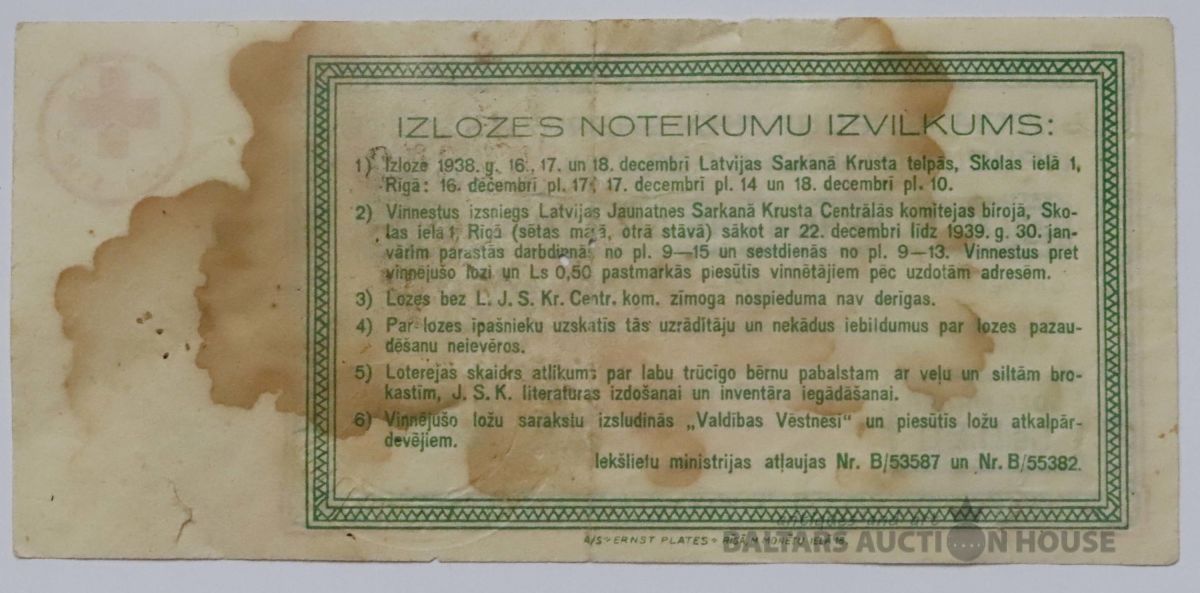 IZLOZES NOTEIKUMU IZVILKUMS:
1) Izloze 1938. g. 16., 17. un 18. decembrī Latvijas Sarkanā Krusta telpās, Skolas ielā 1,
Rīgā: 16. decembrī pl. 17, 17. decembrī pl. 14 un 18. decembrī pl. 10.
2) Vinnestus izsniegs Latvijas Jaunatnes Sarkanā Krusta Centrālās komitejas birojā, Sko-
las ielā 1, Rīgā (sētas mājā, otrā stāvā) sākot ar 22. decembri līdz 1939. g. 30. jan-
vārim parastās darbdienās no pl. 9—15 un sestdienās no pl. 9—13. Vinnestus pret
vinnējušo lozi un Ls 0,50 pastmarkās piesūtīs vinnētājiem pēc uzdotām adresēm.
3) Lozes bez L. J. S. Kr. Centr. kom. zīmoga nospieduma nav derīgas.
4) Par lozes īpašnieku uzskatīs tās uzrādītāju un nekādus iebildumus par lozes pazau-
dēšanu neievēros.
5) Loterejas skaidrs atlikums par labu trūcīgo bērnu pabalstam ar veļu un siltām bro-
kastīm, J. S. K. literaturas izdošanai un inventāra iegādāšanai.
6) Vinnējušo ložu sarakstu izsludinās „Valdības Vēstnesī“ un piesūtīs ložu atkalpār-
devējiem.
Iekšlietu ministrijas atļaujas Nr. B/53587 un Nr. B/55382.
A/S ERNST PLATES RĪGĀ, M. MONĒTU IELĀ 18.
antiques and art
BALTARS AUCTION HOUSE